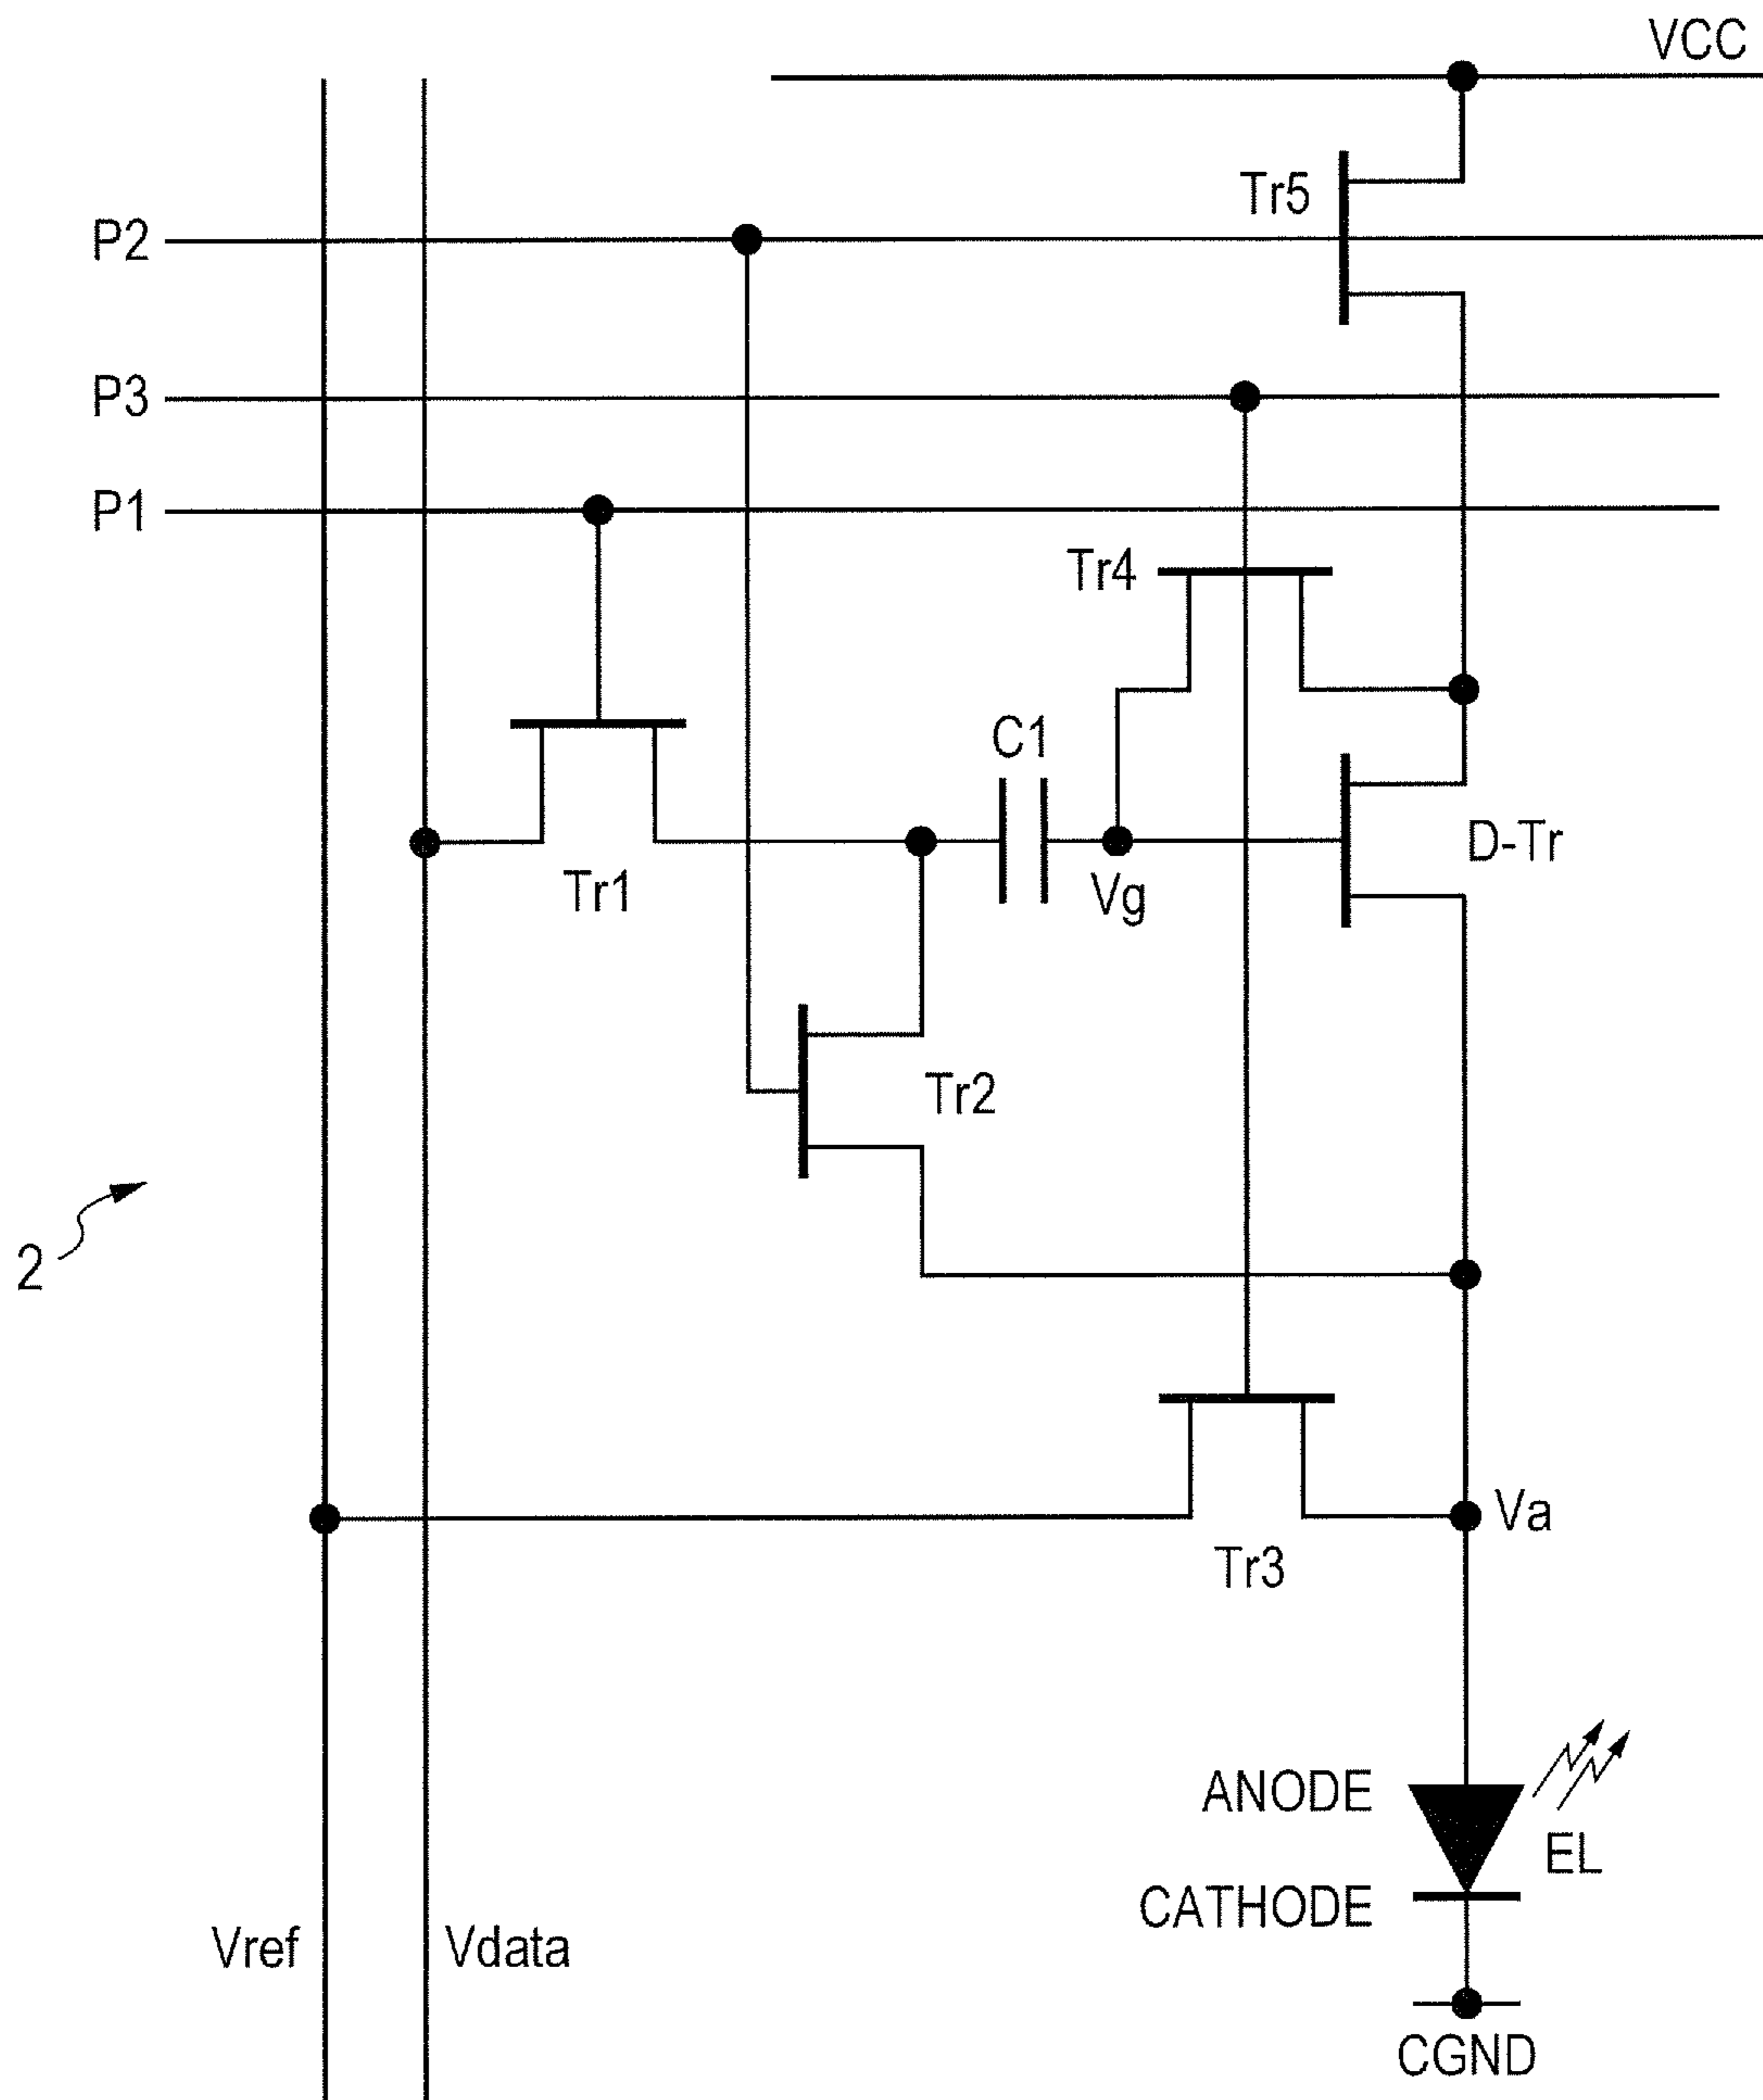 VCC
Tr5
P2
P3
P1
Tr4
C1
D-Tr
Tr1
Vg
Tr2
2
Va
Tr3
ANODE
EL
CATHODE
Vref
Vdata
CGND